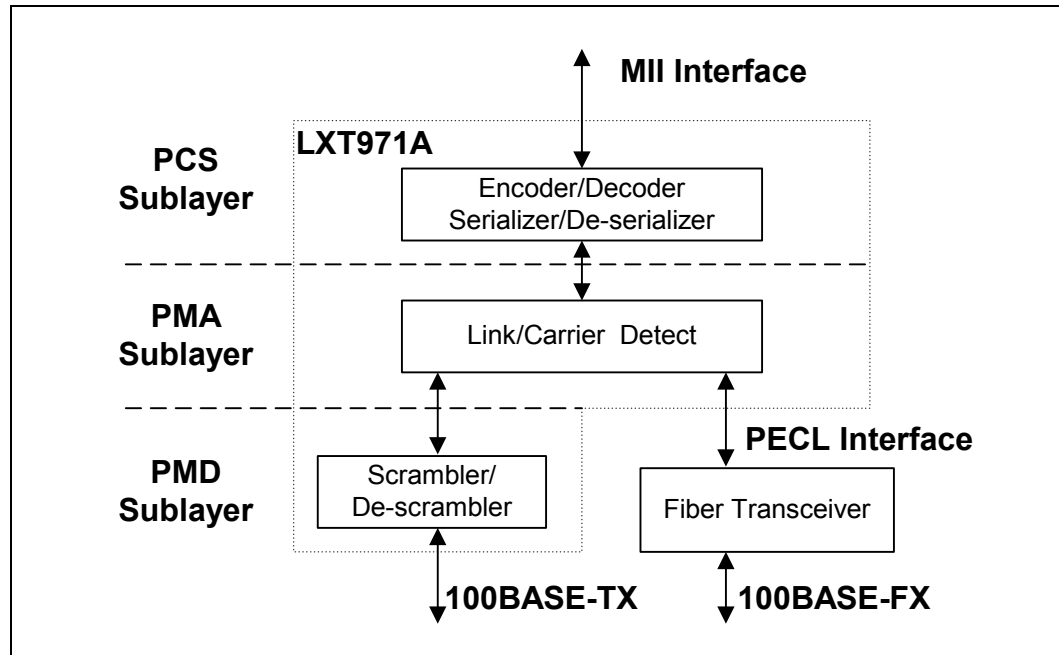 MII Interface
LXT971A
PCS
Sublayer
Encoder/Decoder
Serializer/De-serializer
PMA
Sublayer
Link/Carrier Detect
PECL Interface
PMD
Sublayer
Scrambler/
De-scrambler
Fiber Transceiver
100BASE-TX
100BASE-FX